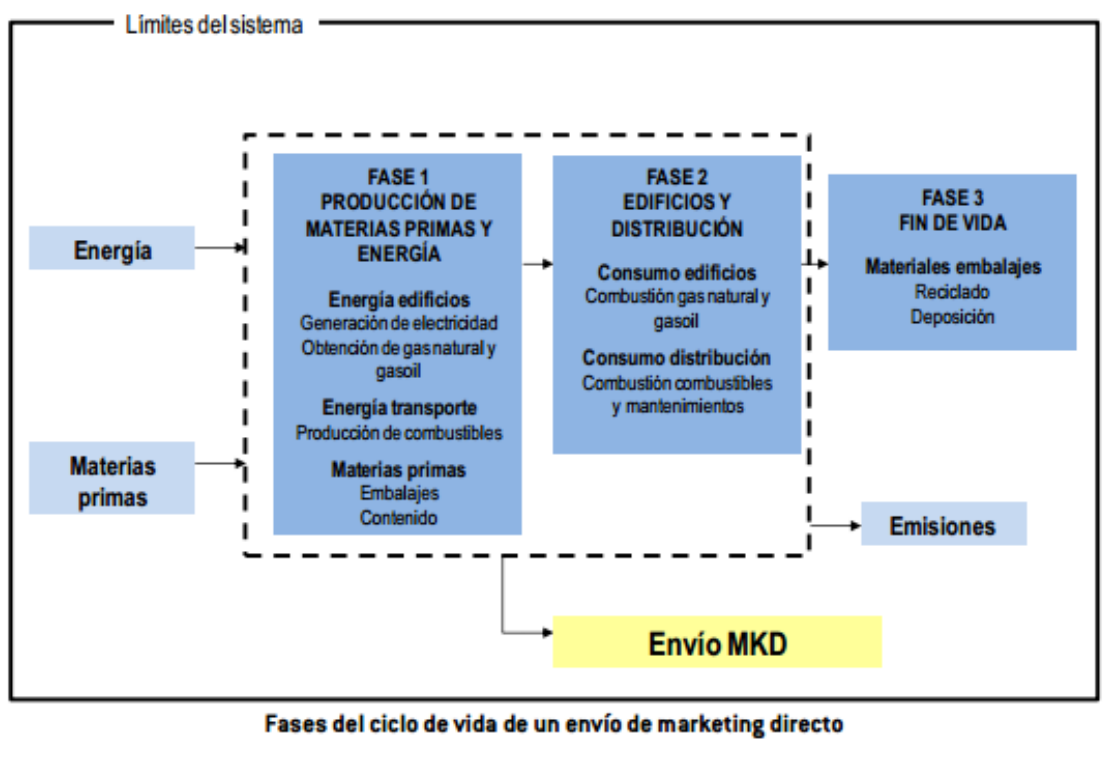 Límites del sistema
Energía
Materias
primas
FASE 1
PRODUCCIÓN DE
MATERIAS PRIMAS Y
ENERGÍA
Energía edificios
Generación de electricidad
Obtención de gas natural y
gasoil
Energía transporte
Producción de combustibles
Materias primas
Embalajes
Contenido
FASE 2
EDIFICIOS Y
DISTRIBUCIÓN
Consumo edificios
Combustión gas natural y
gasoil
Consumo distribución
Combustión combustibles
y mantenimientos
FASE 3
FIN DE VIDA
Materiales embalajes
Reciclado
Deposición
Emisiones
Envío MKD
Fases del ciclo de vida de un envío de marketing directo